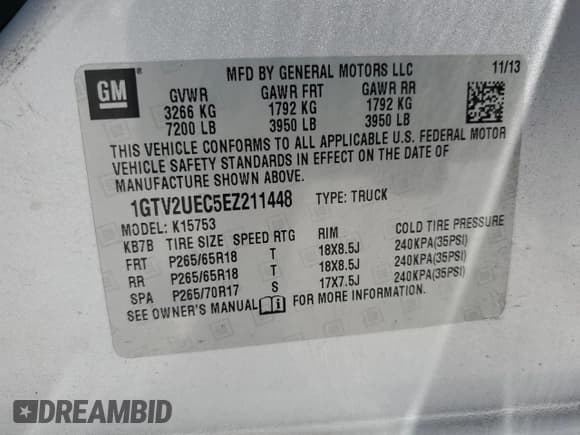 GM
MFD BY GENERAL MOTORS LLC 11/13
GVWR GAWR FRT GAWR RR
3266 KG 1792 KG 1792 KG
7200 LB 3950 LB 3950 LB
THIS VEHICLE CONFORMS TO ALL APPLICABLE U.S. FEDERAL MOTOR
VEHICLE SAFETY STANDARDS IN EFFECT ON THE DATE OF
MANUFACTURE SHOWN ABOVE.
1GTV2UEC5EZ211448 TYPE: TRUCK
MODEL: K15753
KB7B TIRE SIZE SPEED RTG RIM COLD TIRE PRESSURE
FRT P265/65R18 T 18X8.5J 240KPA(35PSI)
RR P265/65R18 T 18X8.5J 240KPA(35PSI)
SPA P265/70R17 S 17X7.5J 240KPA(35PSI)
SEE OWNER'S MANUAL FOR MORE INFORMATION.
DREAMBID